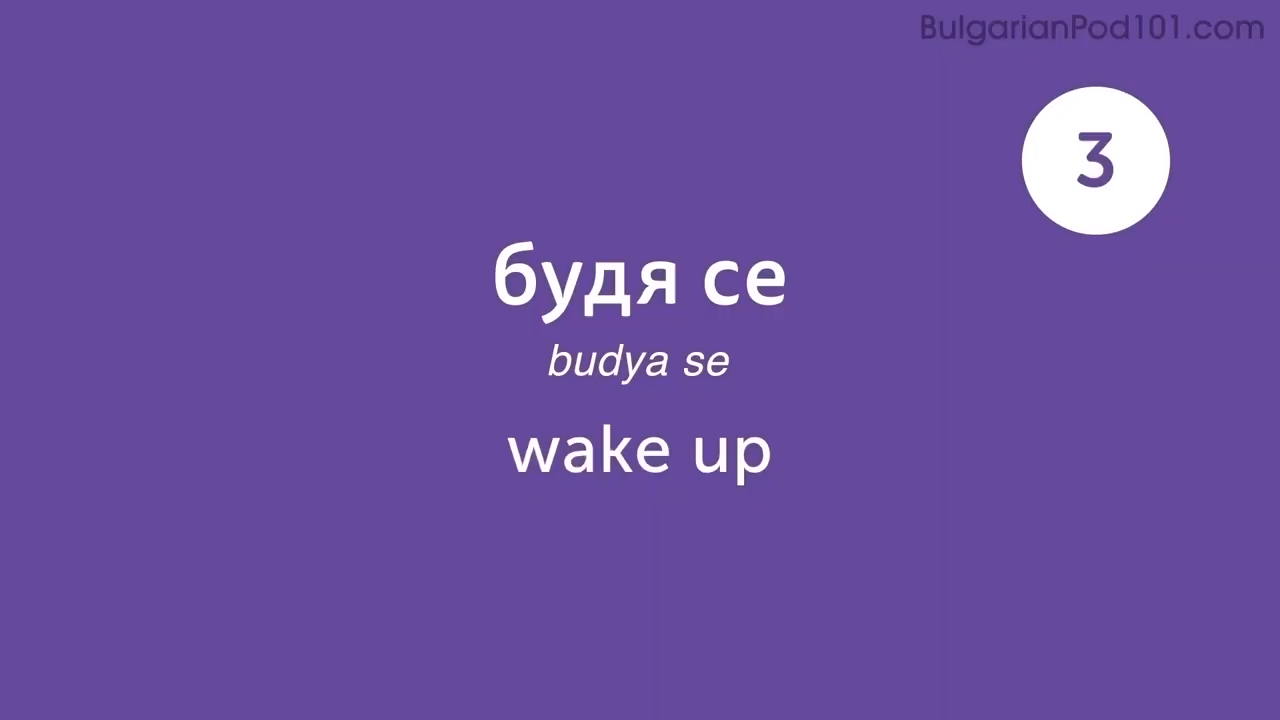 BulgarianPod101.com
3
будя се
budya se
wake up